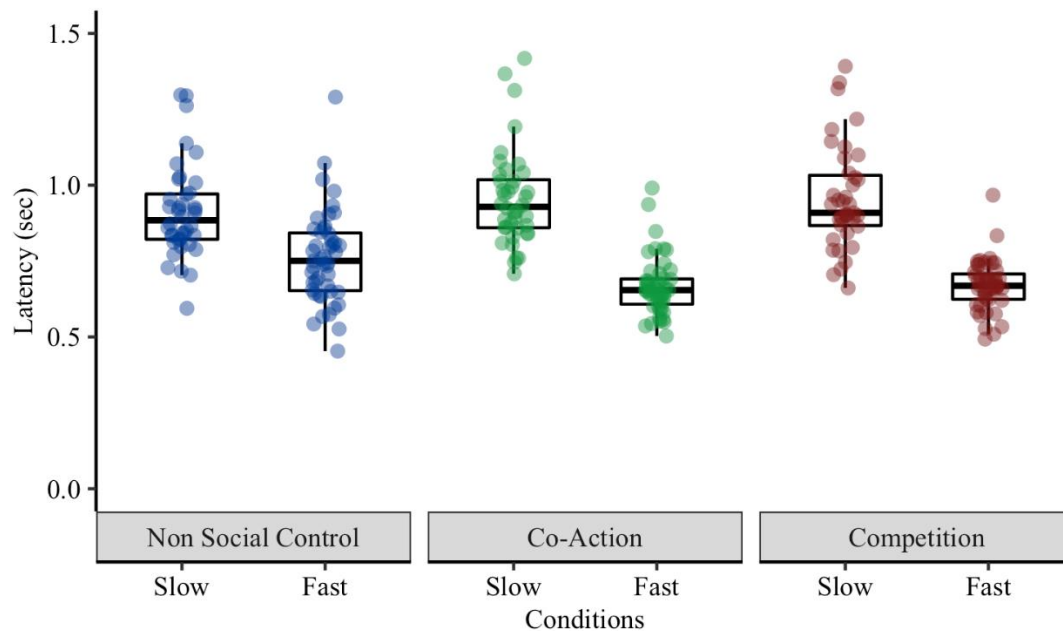 Latency (sec)
1.5
1.0
0.5
0.0
Non Social Control
Co-Action
Competition
Slow
Fast
Slow
Fast
Slow
Fast
Conditions